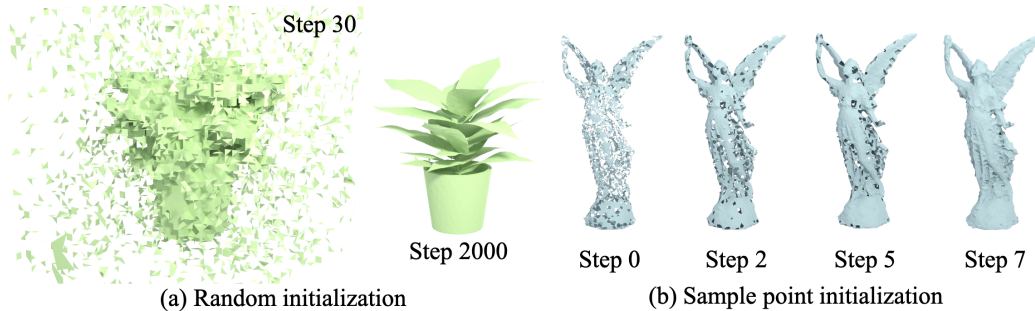 Step 30
Step 2000
(a) Random initialization
Step 0
Step 2
Step 5
Step 7
(b) Sample point initialization